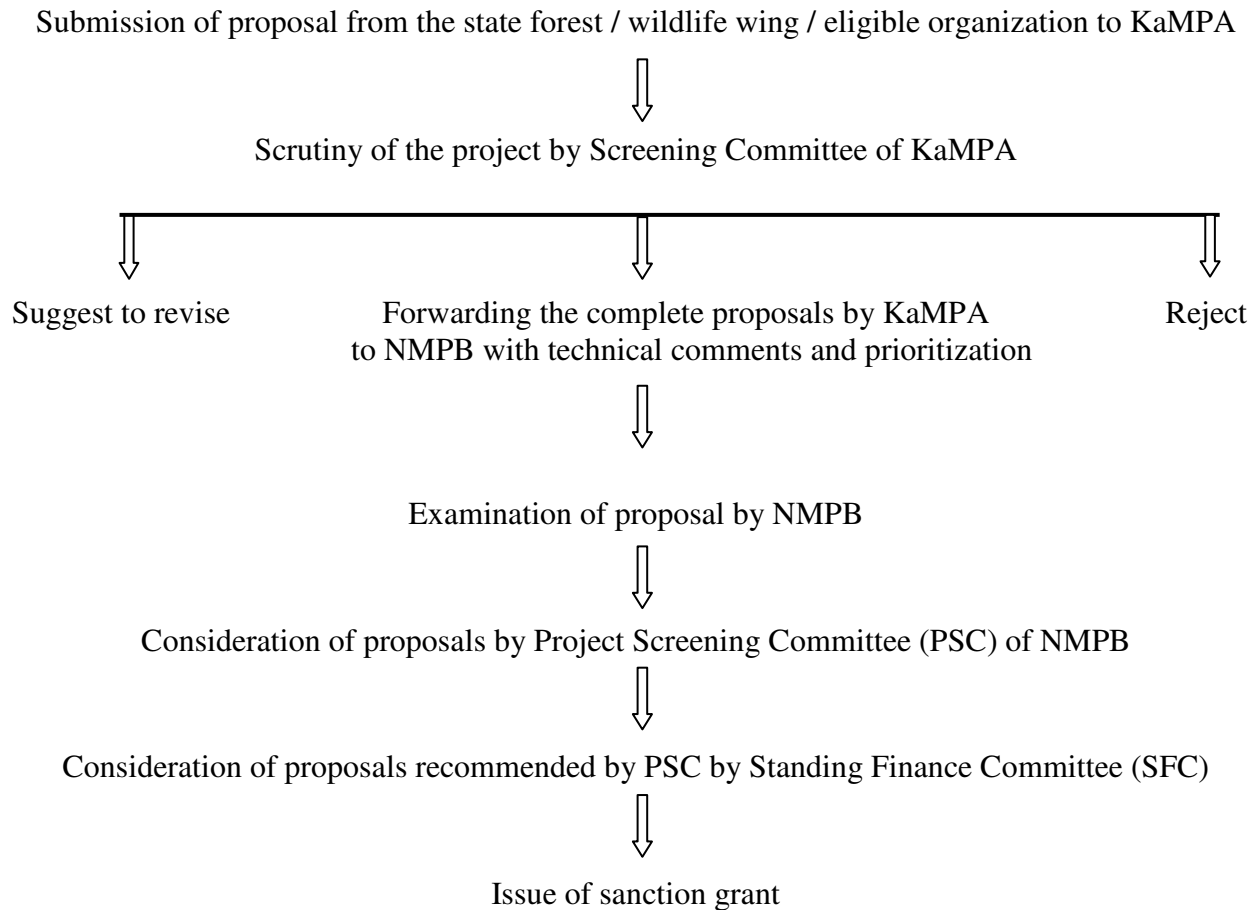 Submission of proposal from the state forest / wildlife wing / eligible organization to KaMPA
Scrutiny of the project by Screening Committee of KaMPA
Suggest to revise
Forwarding the complete proposals by KaMPA
to NMPB with technical comments and prioritization
Reject
Examination of proposal by NMPB
Consideration of proposals by Project Screening Committee (PSC) of NMPB
Consideration of proposals recommended by PSC by Standing Finance Committee (SFC)
Issue of sanction grant